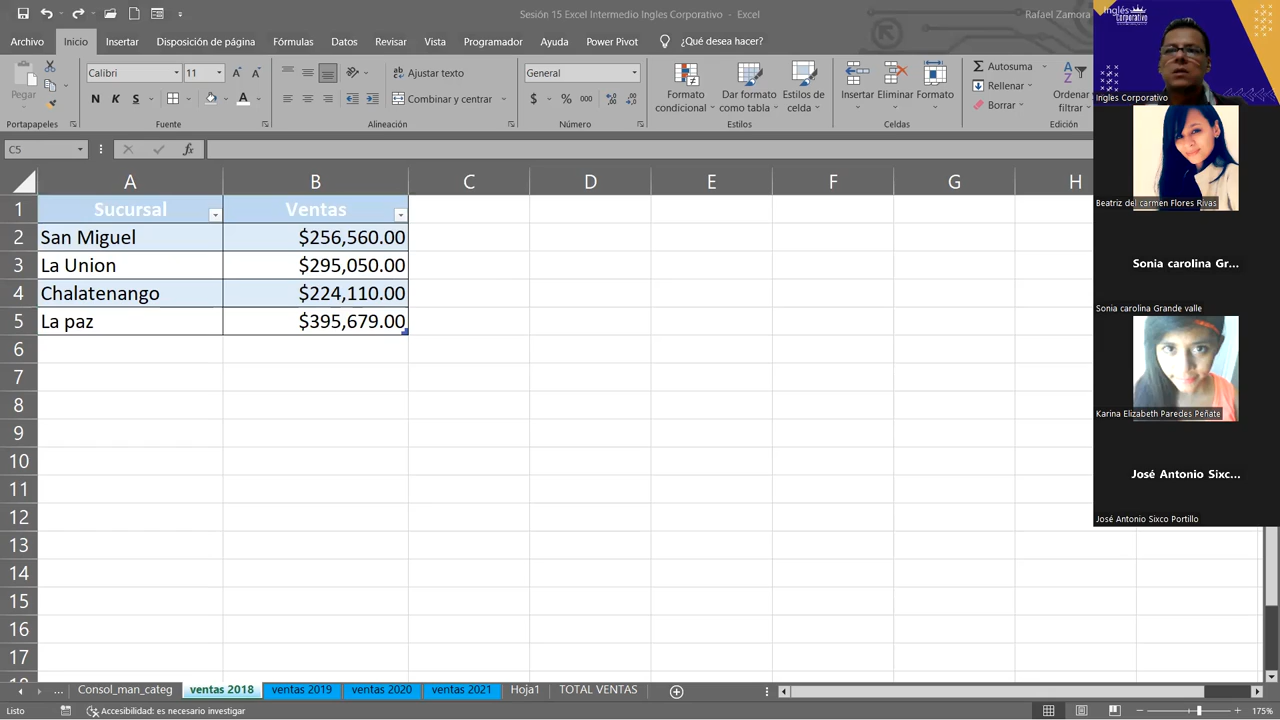 Sesión 15 Excel Intermedio Ingles Corporativo - Excel
Rafael Zamora
Archivo Inicio Insertar Disposición de página Fórmulas Datos Revisar Vista Programador Ayuda Power Pivot ¿Qué desea hacer?
Pegar
Portapapeles
Calibri 11
N K S
Fuente
Ajustar texto
Combinar y centrar
Alineación
General
$ % 000
Número
Formato condicional
Dar formato como tabla
Estilos de celda
Estilos
Insertar Eliminar Formato
Celdas
Autosuma
Rellenar
Borrar
Ordenar
filtrar
Edición
C5 fx
A B C D E F G H
1 Sucursal Ventas
2 San Miguel $256,560.00
3 La Union $295,050.00
4 Chalatenango $224,110.00
5 La paz $395,679.00
6
7
8
9
10
11
12
13
14
15
16
17
... Consol_man_categ ventas 2018 ventas 2019 ventas 2020 ventas 2021 Hoja1 TOTAL VENTAS
Listo Accesibilidad: es necesario investigar 175%
Inglés
Corporativo
Ingles Corporativo
Beatriz del carmen Flores Rivas
Sonia carolina Gr...
Sonia carolina Grande valle
Karina Elizabeth Paredes Peñate
José Antonio Sixc...
José Antonio Sixco Portillo